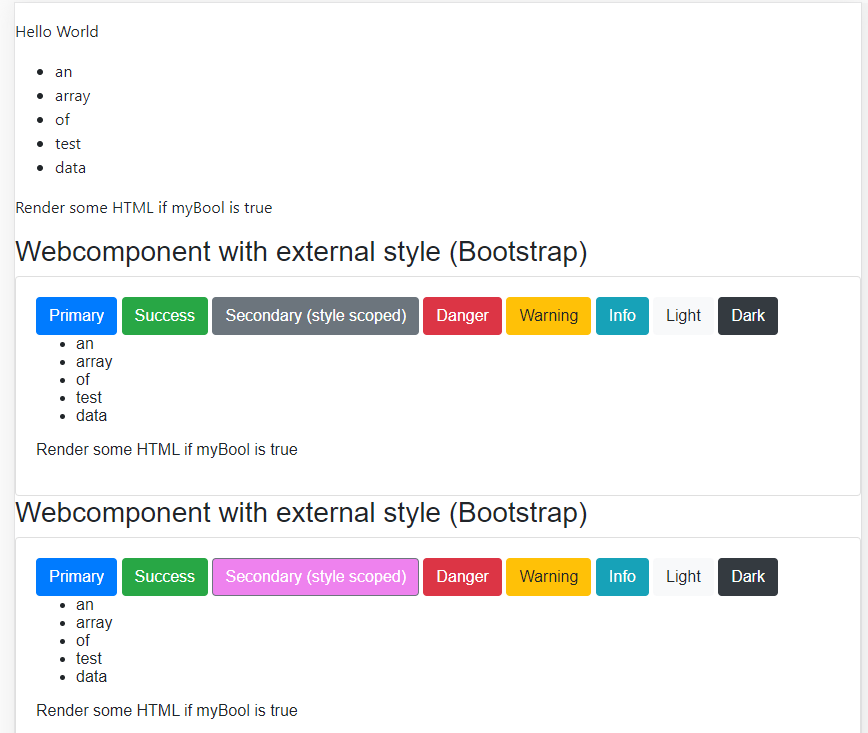 Hello World
an
array
of
test
data
Render some HTML if myBool is true
Webcomponent with external style (Bootstrap)
Primary Success Secondary (style scoped) Danger Warning Info Light Dark
an
array
of
test
data
Render some HTML if myBool is true
Webcomponent with external style (Bootstrap)
Primary Success Secondary (style scoped) Danger Warning Info Light Dark
an
array
of
test
data
Render some HTML if myBool is true